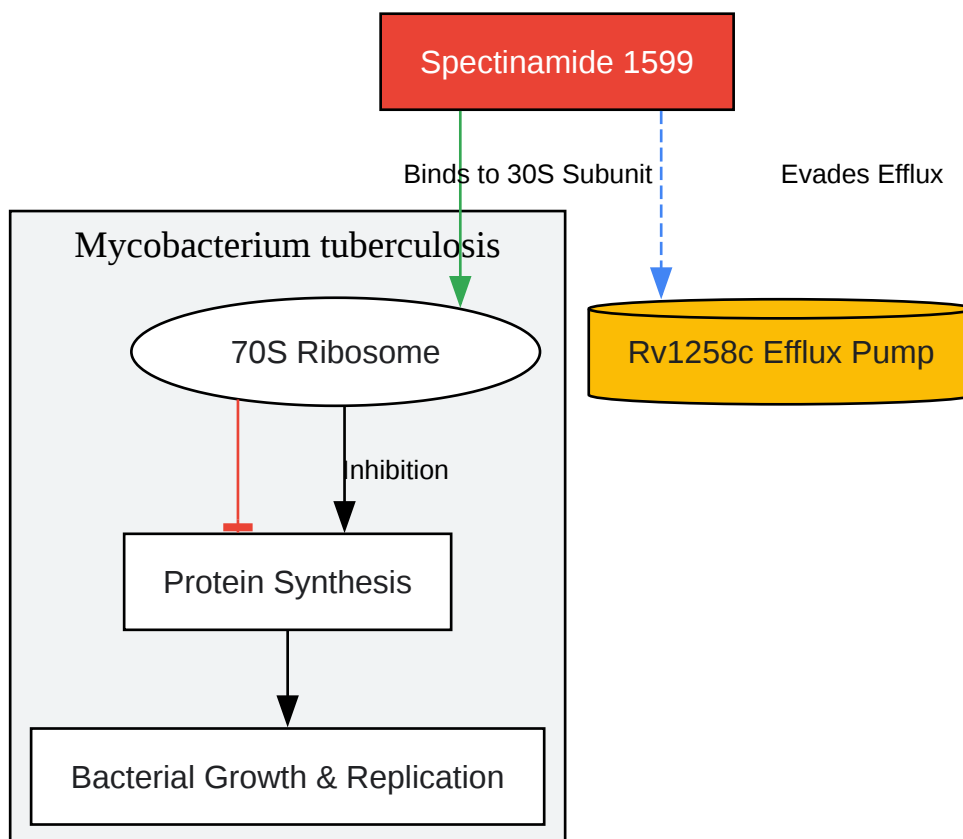 Spectinamide 1599
Binds to 30S Subunit
Evades Efflux
Mycobacterium tuberculosis
70S Ribosome
Rv1258c Efflux Pump
Inhibition
Protein Synthesis
Bacterial Growth & Replication